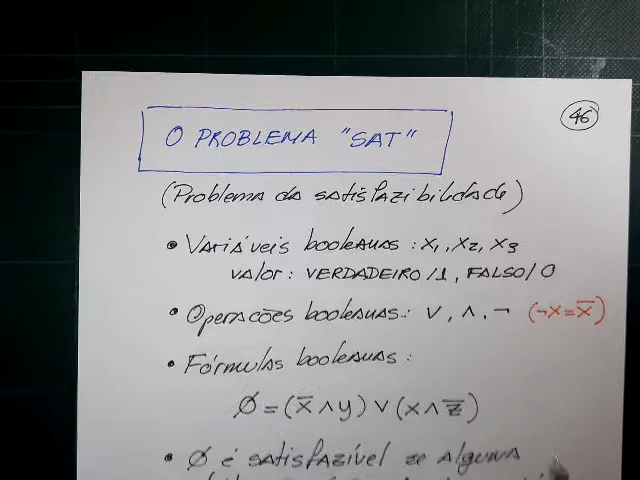 46
O PROBLEMA "SAT"
(Problema da satisfazibilidade)
• Variáveis booleanas : x₁, x₂, x₃
valor : VERDADEIRO/1, FALSO/0
• Operações booleanas: ∨, ∧, ¬ (¬x = x̅)
• Fórmulas booleanas :
Ø = (x̅ ∧ y) ∨ (x ∧ z̅)
• Ø é satisfazível se alguma